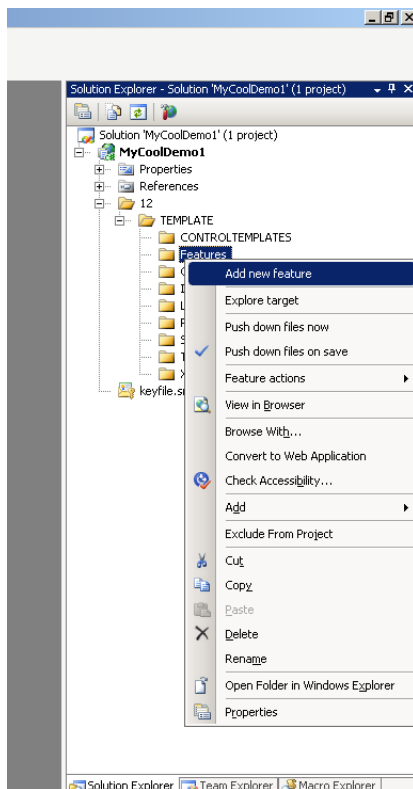 Solution Explorer - Solution 'MyCoolDemo1' (1 project)
Solution 'MyCoolDemo1' (1 project)
MyCoolDemo1
Properties
References
12
TEMPLATE
CONTROLTEMPLATES
Features
Add new feature
Explore target
Push down files now
Push down files on save
Feature actions
View in Browser
Browse With...
Convert to Web Application
Check Accessibility...
Add
Exclude From Project
Cut
Copy
Paste
Delete
Rename
Open Folder in Windows Explorer
Properties
Solution Explorer Team Explorer Macro Explorer